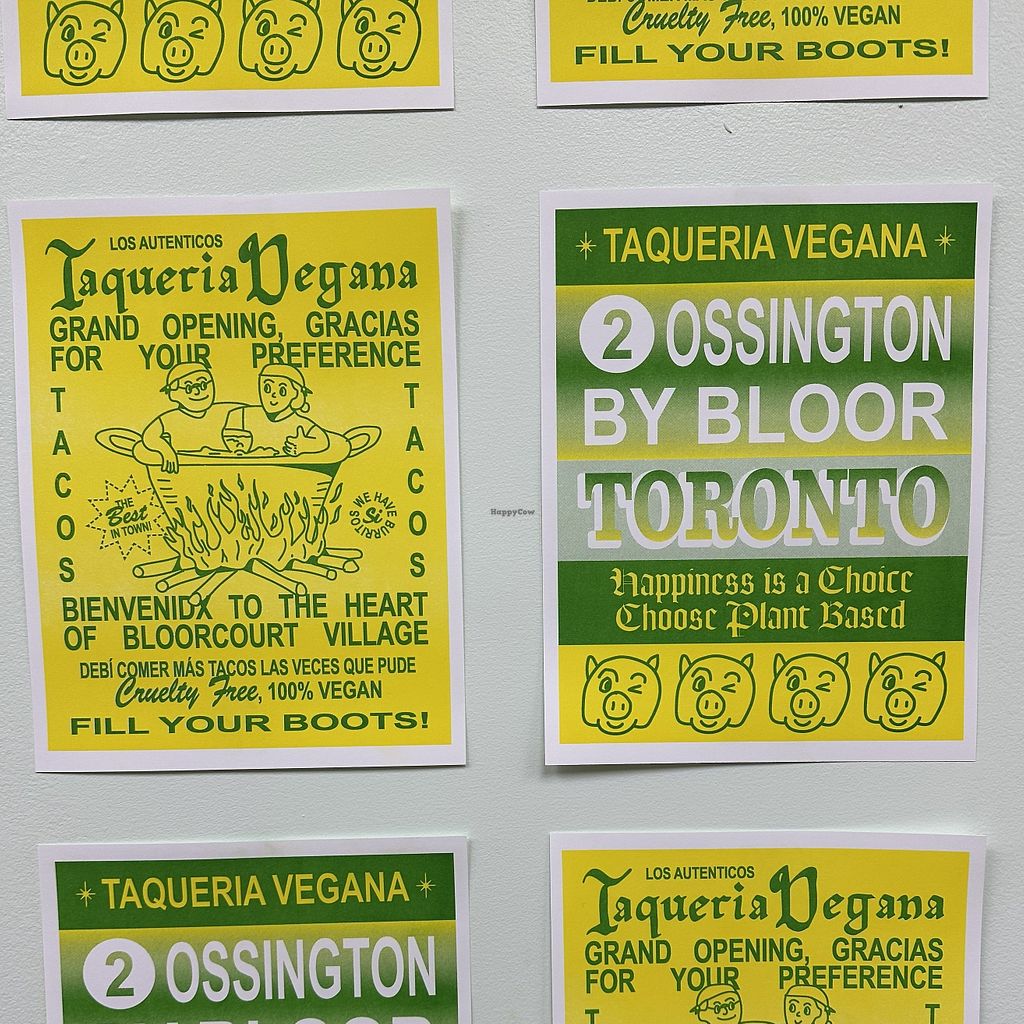 Cruelty Free, 100% VEGAN
FILL YOUR BOOTS!
LOS AUTENTICOS
Taqueria Vegana
GRAND OPENING, GRACIAS
FOR YOUR PREFERENCE
TACOS
TACOS
THE
Best
IN TOWN!
WE HAVE BURRITOS
Si
BIENVENIDX TO THE HEART
OF BLOORCOURT VILLAGE
DEBÍ COMER MÁS TACOS LAS VECES QUE PUDE
Cruelty Free, 100% VEGAN
FILL YOUR BOOTS!
TAQUERIA VEGANA
2 OSSINGTON
BY BLOOR
TORONTO
Happiness is a Choice
Choose Plant Based
HappyCow
TAQUERIA VEGANA
2 OSSINGTON
LOS AUTENTICOS
Taqueria Vegana
GRAND OPENING, GRACIAS
FOR YOUR PREFERENCE
T
T